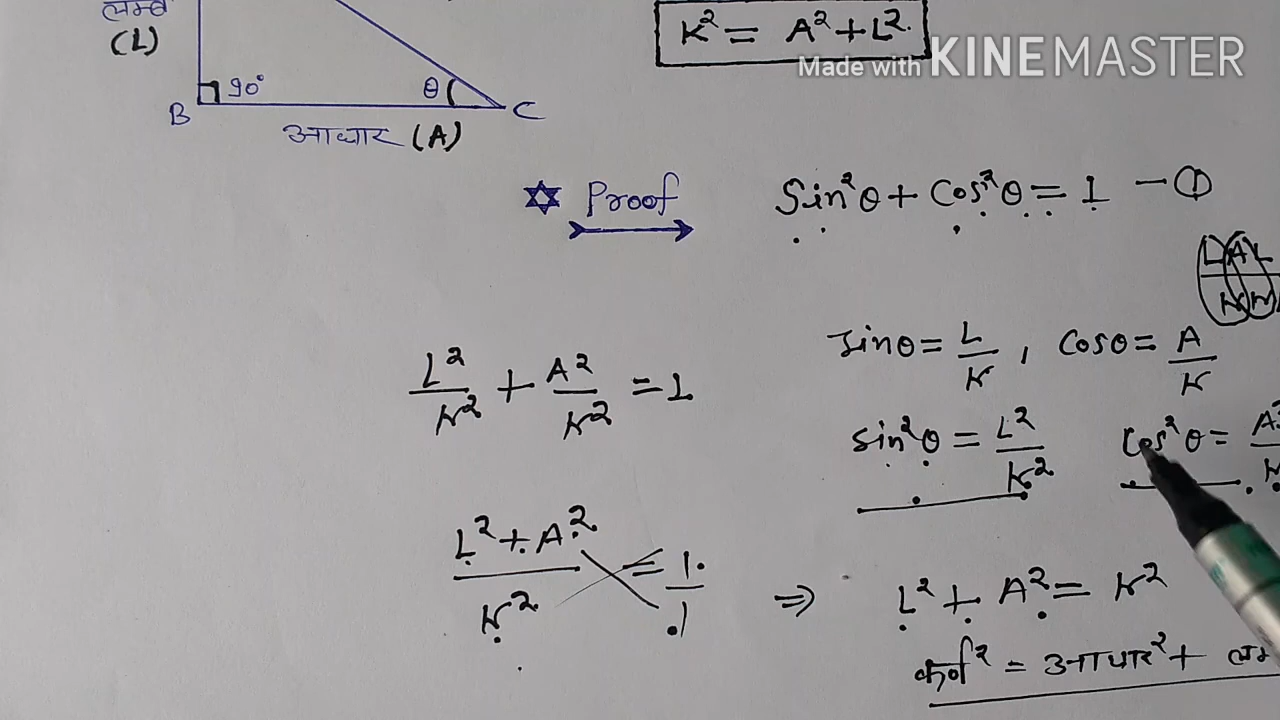 लम्ब
(L)
K² = A² + L²
Made with KINEMASTER
90° θ
B C
आधार (A)
Proof Sin²θ + Cos²θ = 1 — ①
L A L
K K
Sinθ = L/K , Cosθ = A/K
L²/K² + A²/K² = 1
Sin²θ = L²/K² Cos²θ =
L² + A² / K² = 1/1
⇒ L² + A² = K²
कर्ण² = आधार² +